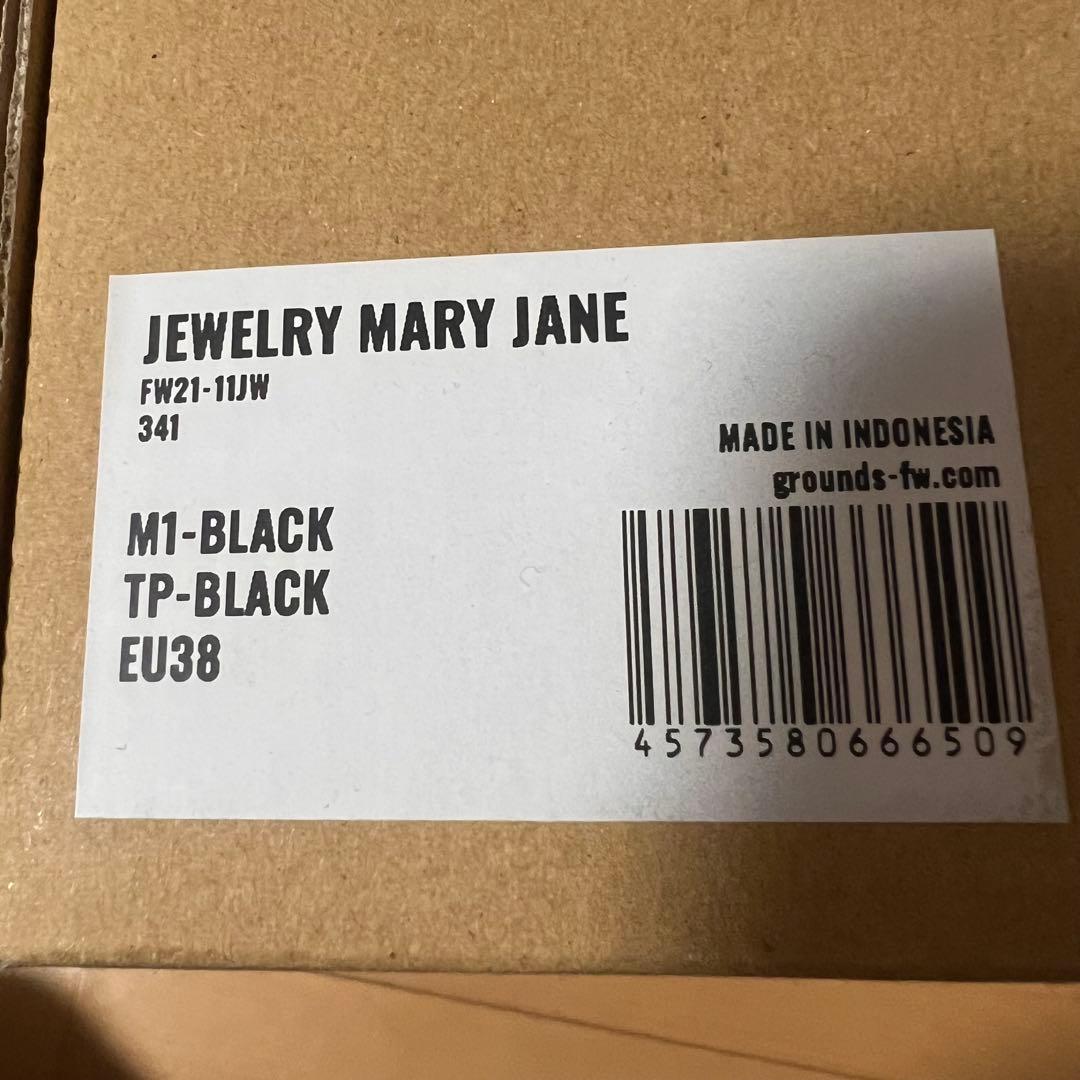 JEWELRY MARY JANE
FW21-11JW
341
MADE IN INDONESIA
grounds-fw.com
M1-BLACK
TP-BLACK
EU38
4573580666509